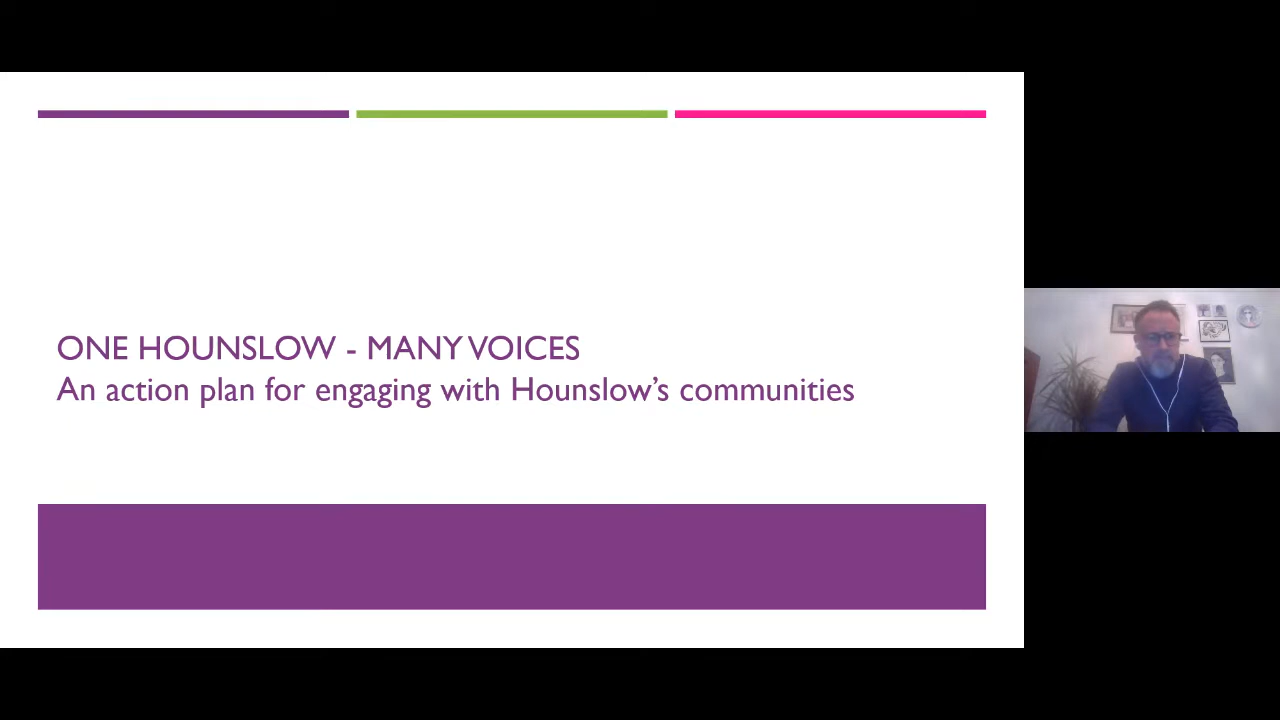 ONE HOUNSLOW - MANY VOICES
An action plan for engaging with Hounslow's communities